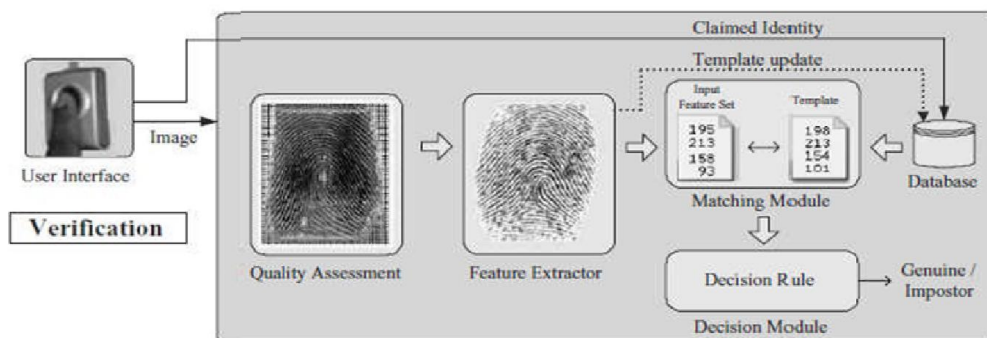 Claimed Identity
Template update
Image
User Interface
Verification
Quality Assessment
Feature Extractor
Input
Feature Set
195
213
158
93
Template
198
213
154
101
Matching Module
Database
Decision Rule
Decision Module
Genuine /
Impostor